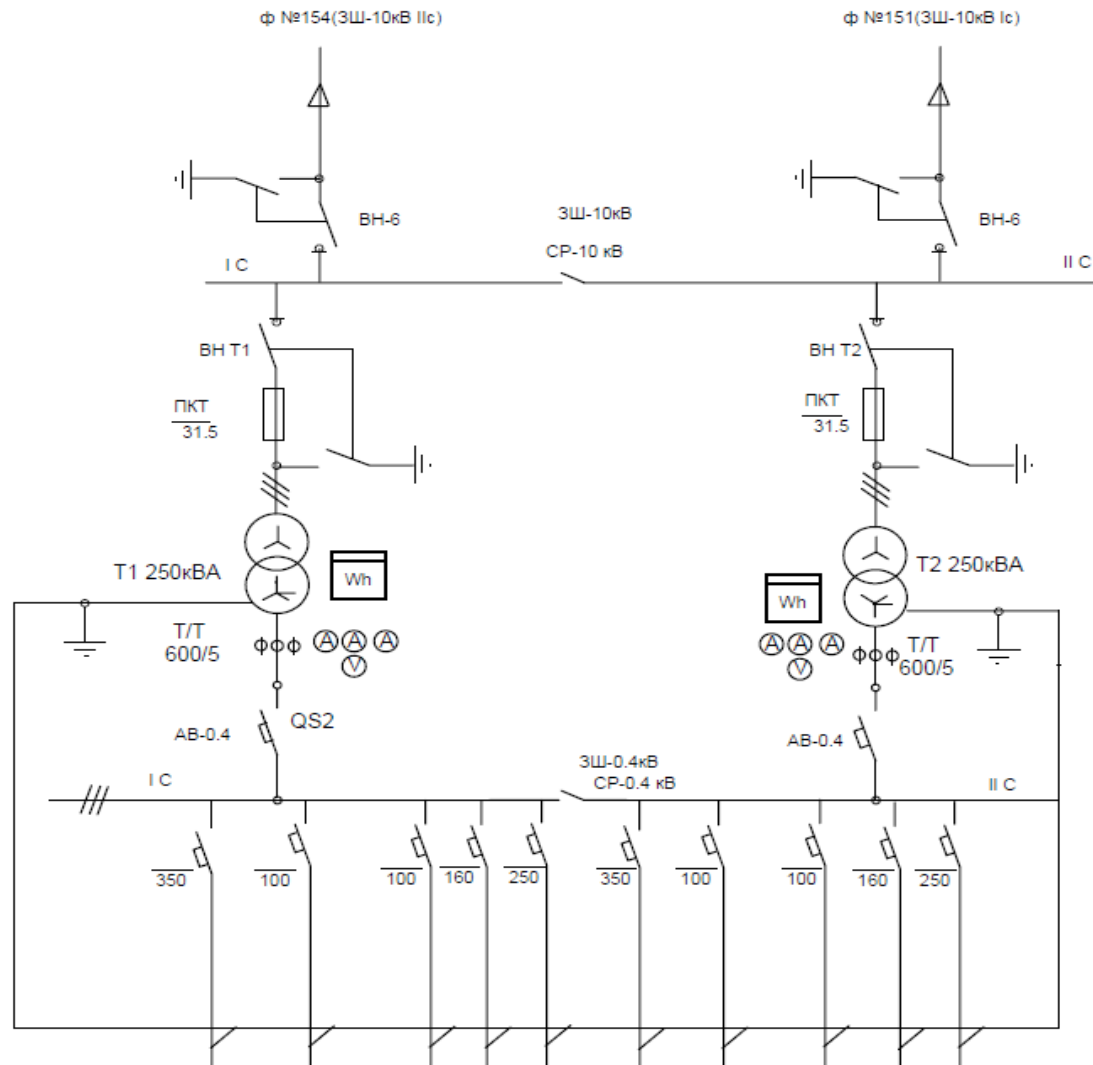 ф №154(ЗШ-10кВ IIс)
ф №151(ЗШ-10кВ Iс)
ВН-6
ЗШ-10кВ
ВН-6
СР-10 кВ
I С
II С
ВН Т1
ВН Т2
ПКТ
31.5
ПКТ
31.5
Т1 250кВА
Wh
Т2 250кВА
Wh
Т/Т
600/5
А А А
V
А А А
V
Т/Т
600/5
QS2
АВ-0.4
АВ-0.4
ЗШ-0.4кВ
I С
СР-0.4 кВ
II С
350
100
100
160
250
350
100
100
160
250